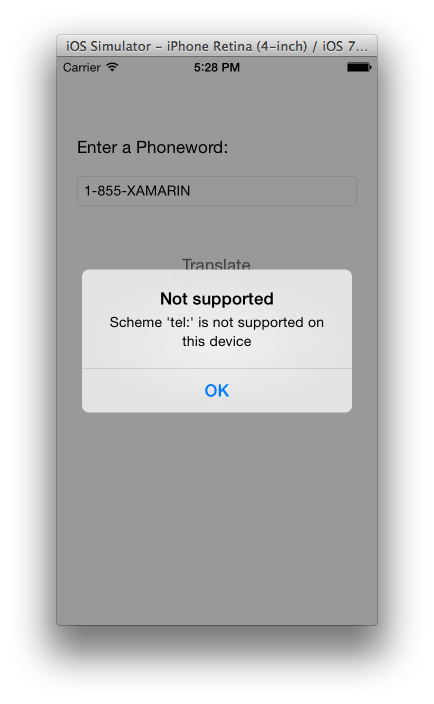 iOS Simulator – iPhone Retina (4-inch) / iOS 7...
Carrier 5:28 PM
Enter a Phoneword:
1-855-XAMARIN
Translate
Not supported
Scheme 'tel:' is not supported on
this device
OK